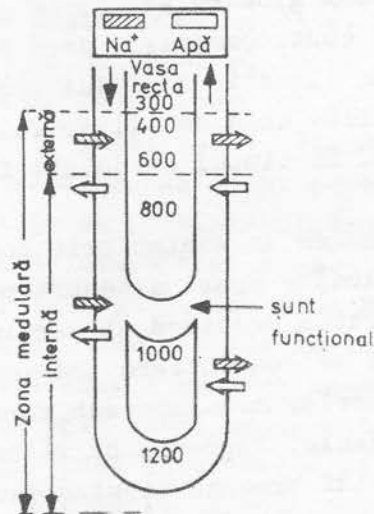 Na⁺ Apă
Vasa
recta
300
400
600
800
1000
1200
sunt
funcțional
Zona medulară
externă
internă